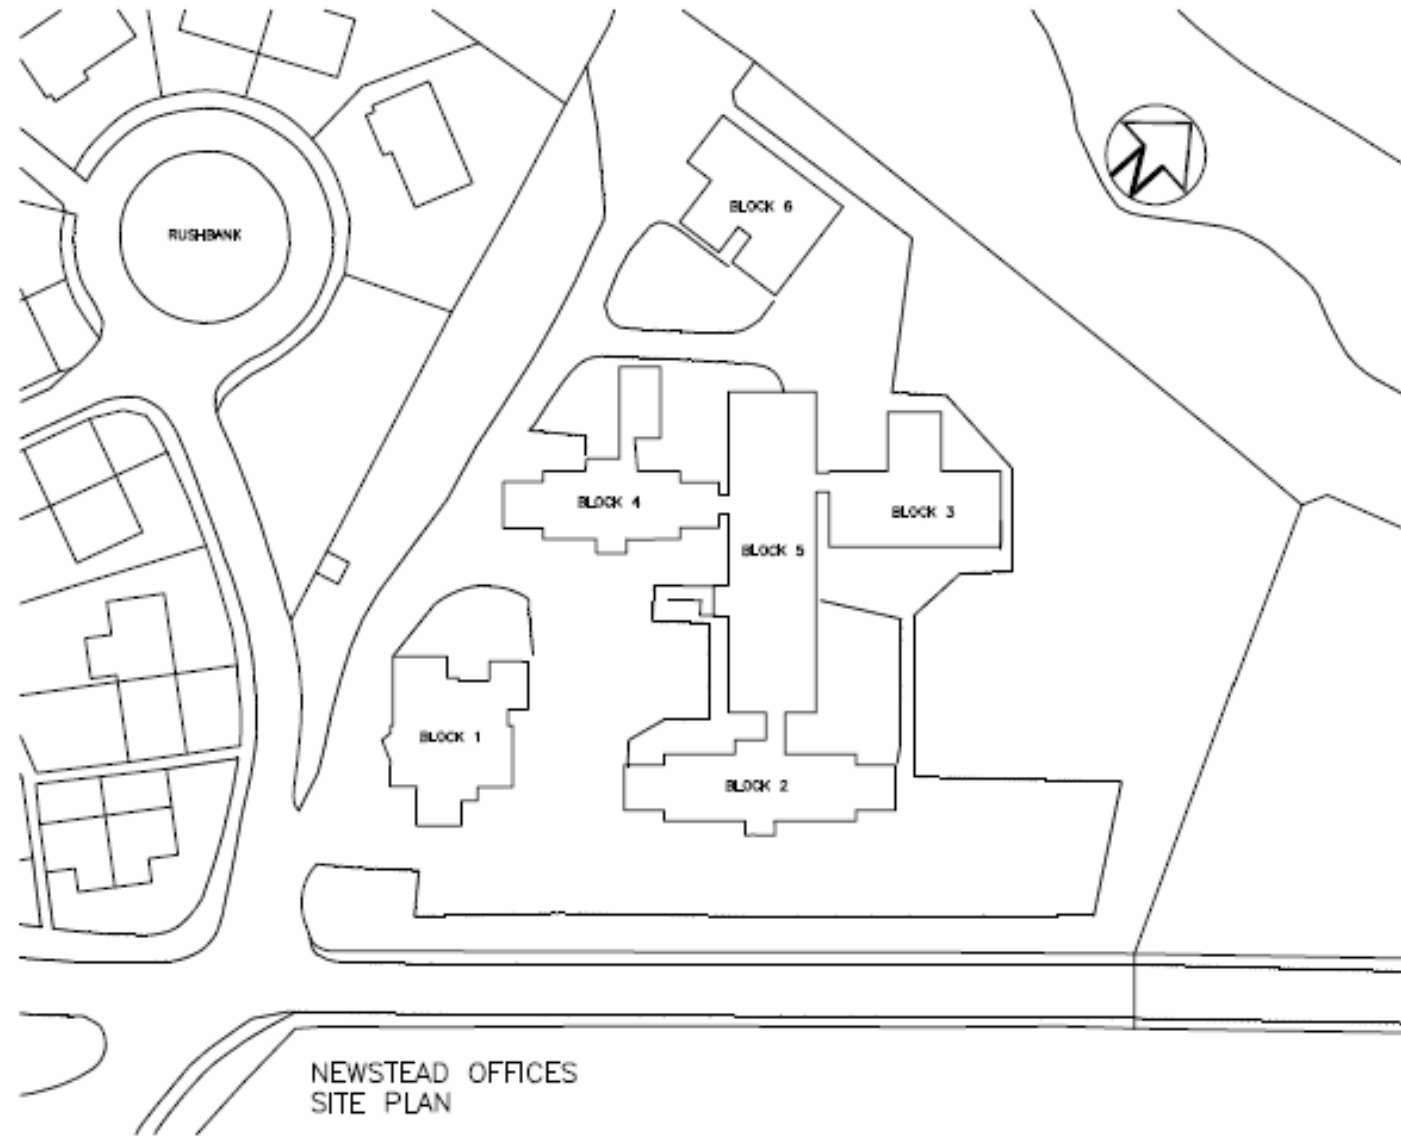 BLOCK 6
RUSHBANK
BLOCK 4
BLOCK 3
BLOCK 5
BLOCK 1
BLOCK 2
N
NEWSTEAD OFFICES
SITE PLAN